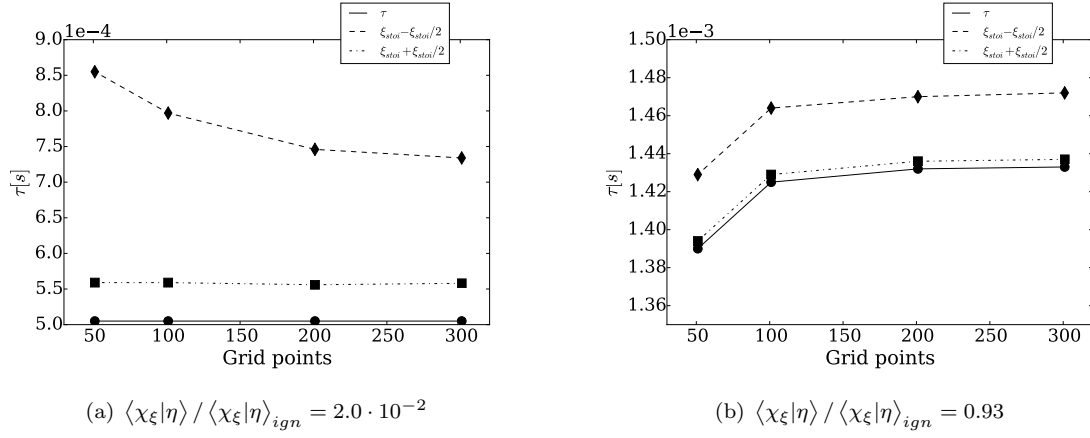 1e−4
τ
ξstoi−ξstoi/2
ξstoi+ξstoi/2
9.0
8.5
8.0
7.5
7.0
6.5
6.0
5.5
5.0
τ[s]
50 100 150 200 250 300
Grid points
(a) ⟨χξ|η⟩ / ⟨χξ|η⟩ign = 2.0 · 10−2
1e−3
τ
ξstoi−ξstoi/2
ξstoi+ξstoi/2
1.50
1.48
1.46
1.44
1.42
1.40
1.38
1.36
τ[s]
50 100 150 200 250 300
Grid points
(b) ⟨χξ|η⟩ / ⟨χξ|η⟩ign = 0.93